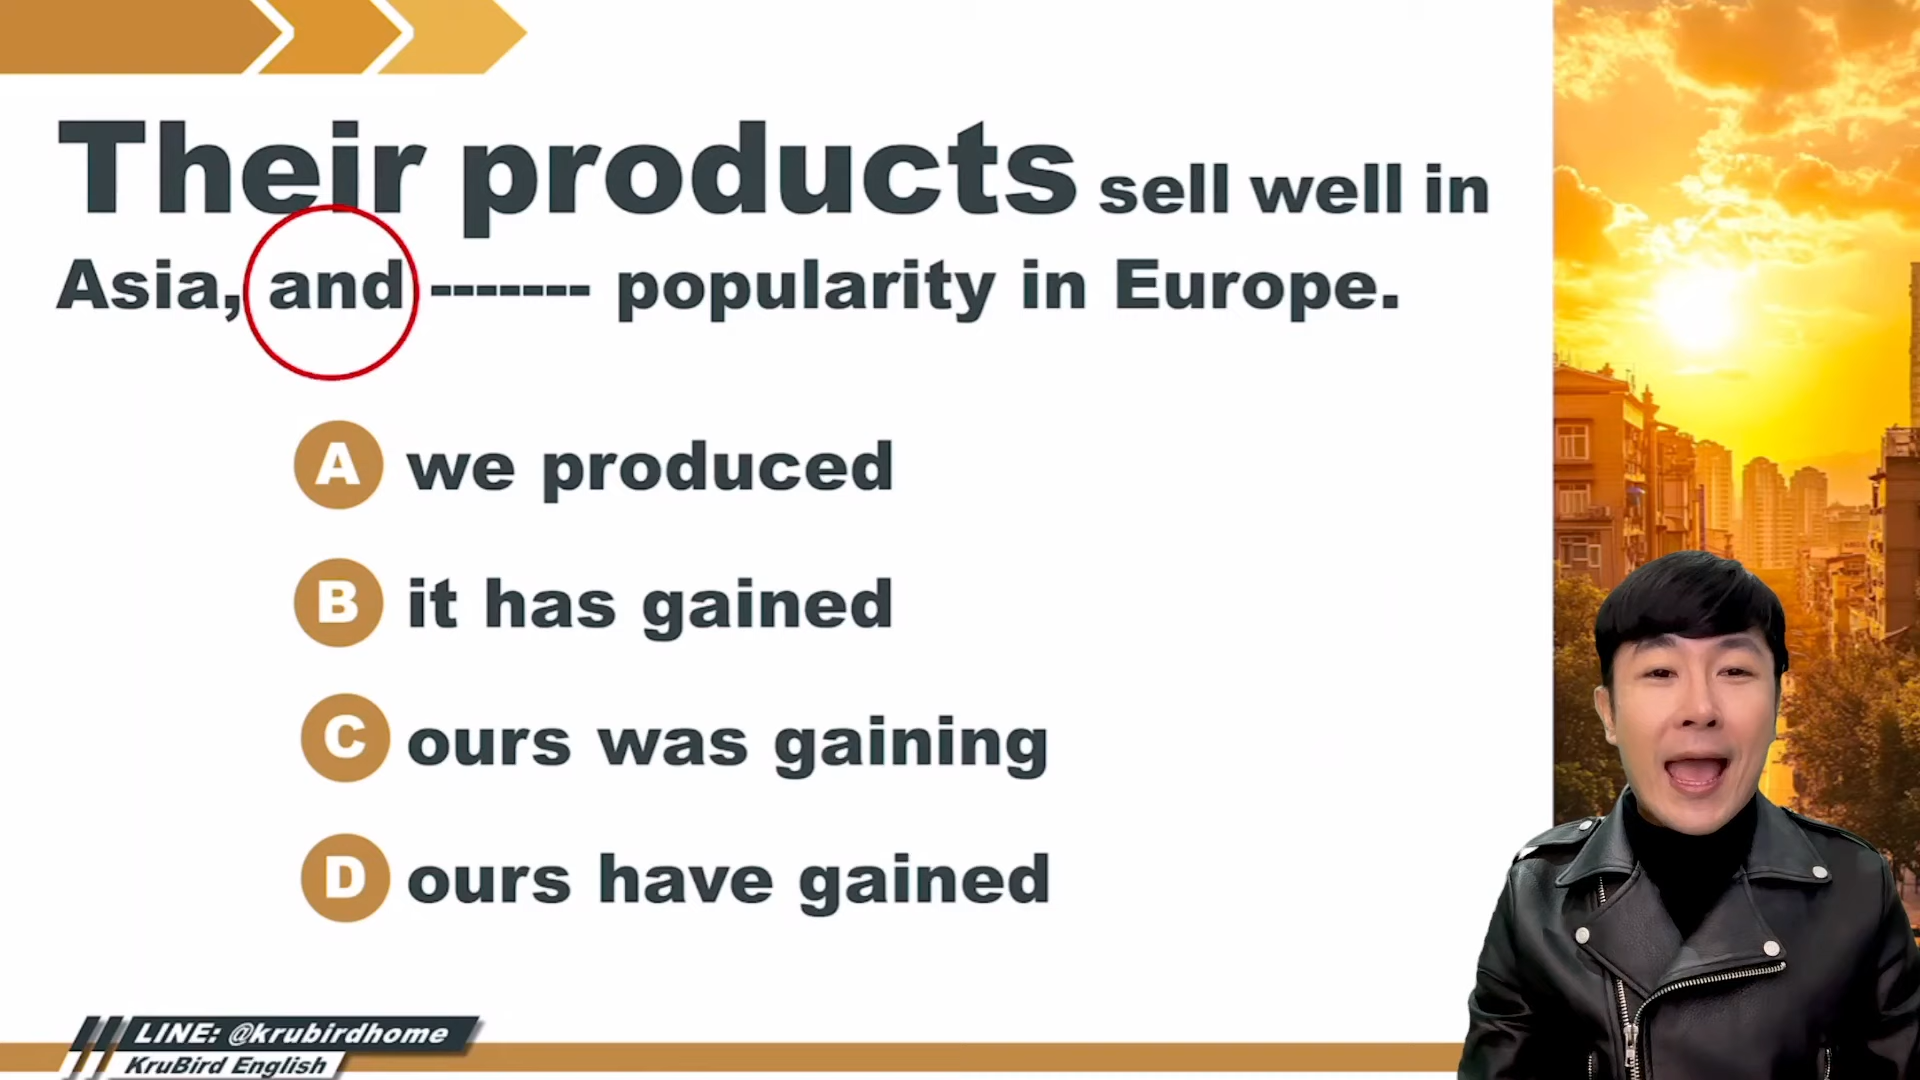 Their products sell well in
Asia, and ------- popularity in Europe.
A we produced
B it has gained
C ours was gaining
D ours have gained
LINE: @krubirdhome
KruBird English